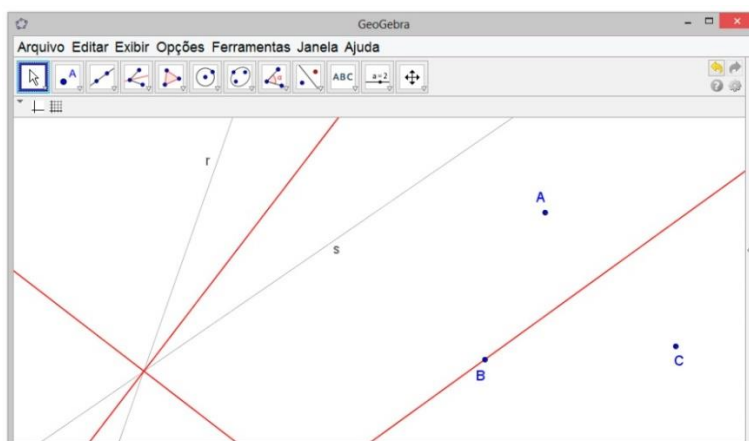 GeoGebra
Arquivo Editar Exibir Opções Ferramentas Janela Ajuda
A
α
ABC
a=2
r
s
A
B
C